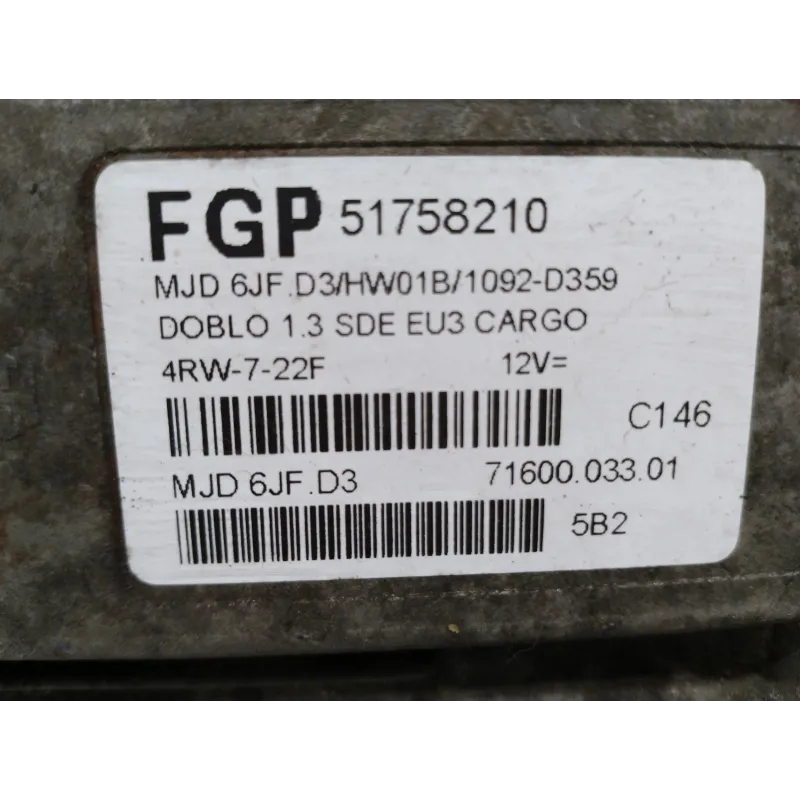 FGP 51758210
MJD 6JF.D3/HW01B/1092-D359
DOBLO 1.3 SDE EU3 CARGO
4RW-7-22F 12V=
C146
MJD 6JF.D3 71600.033.01
5B2